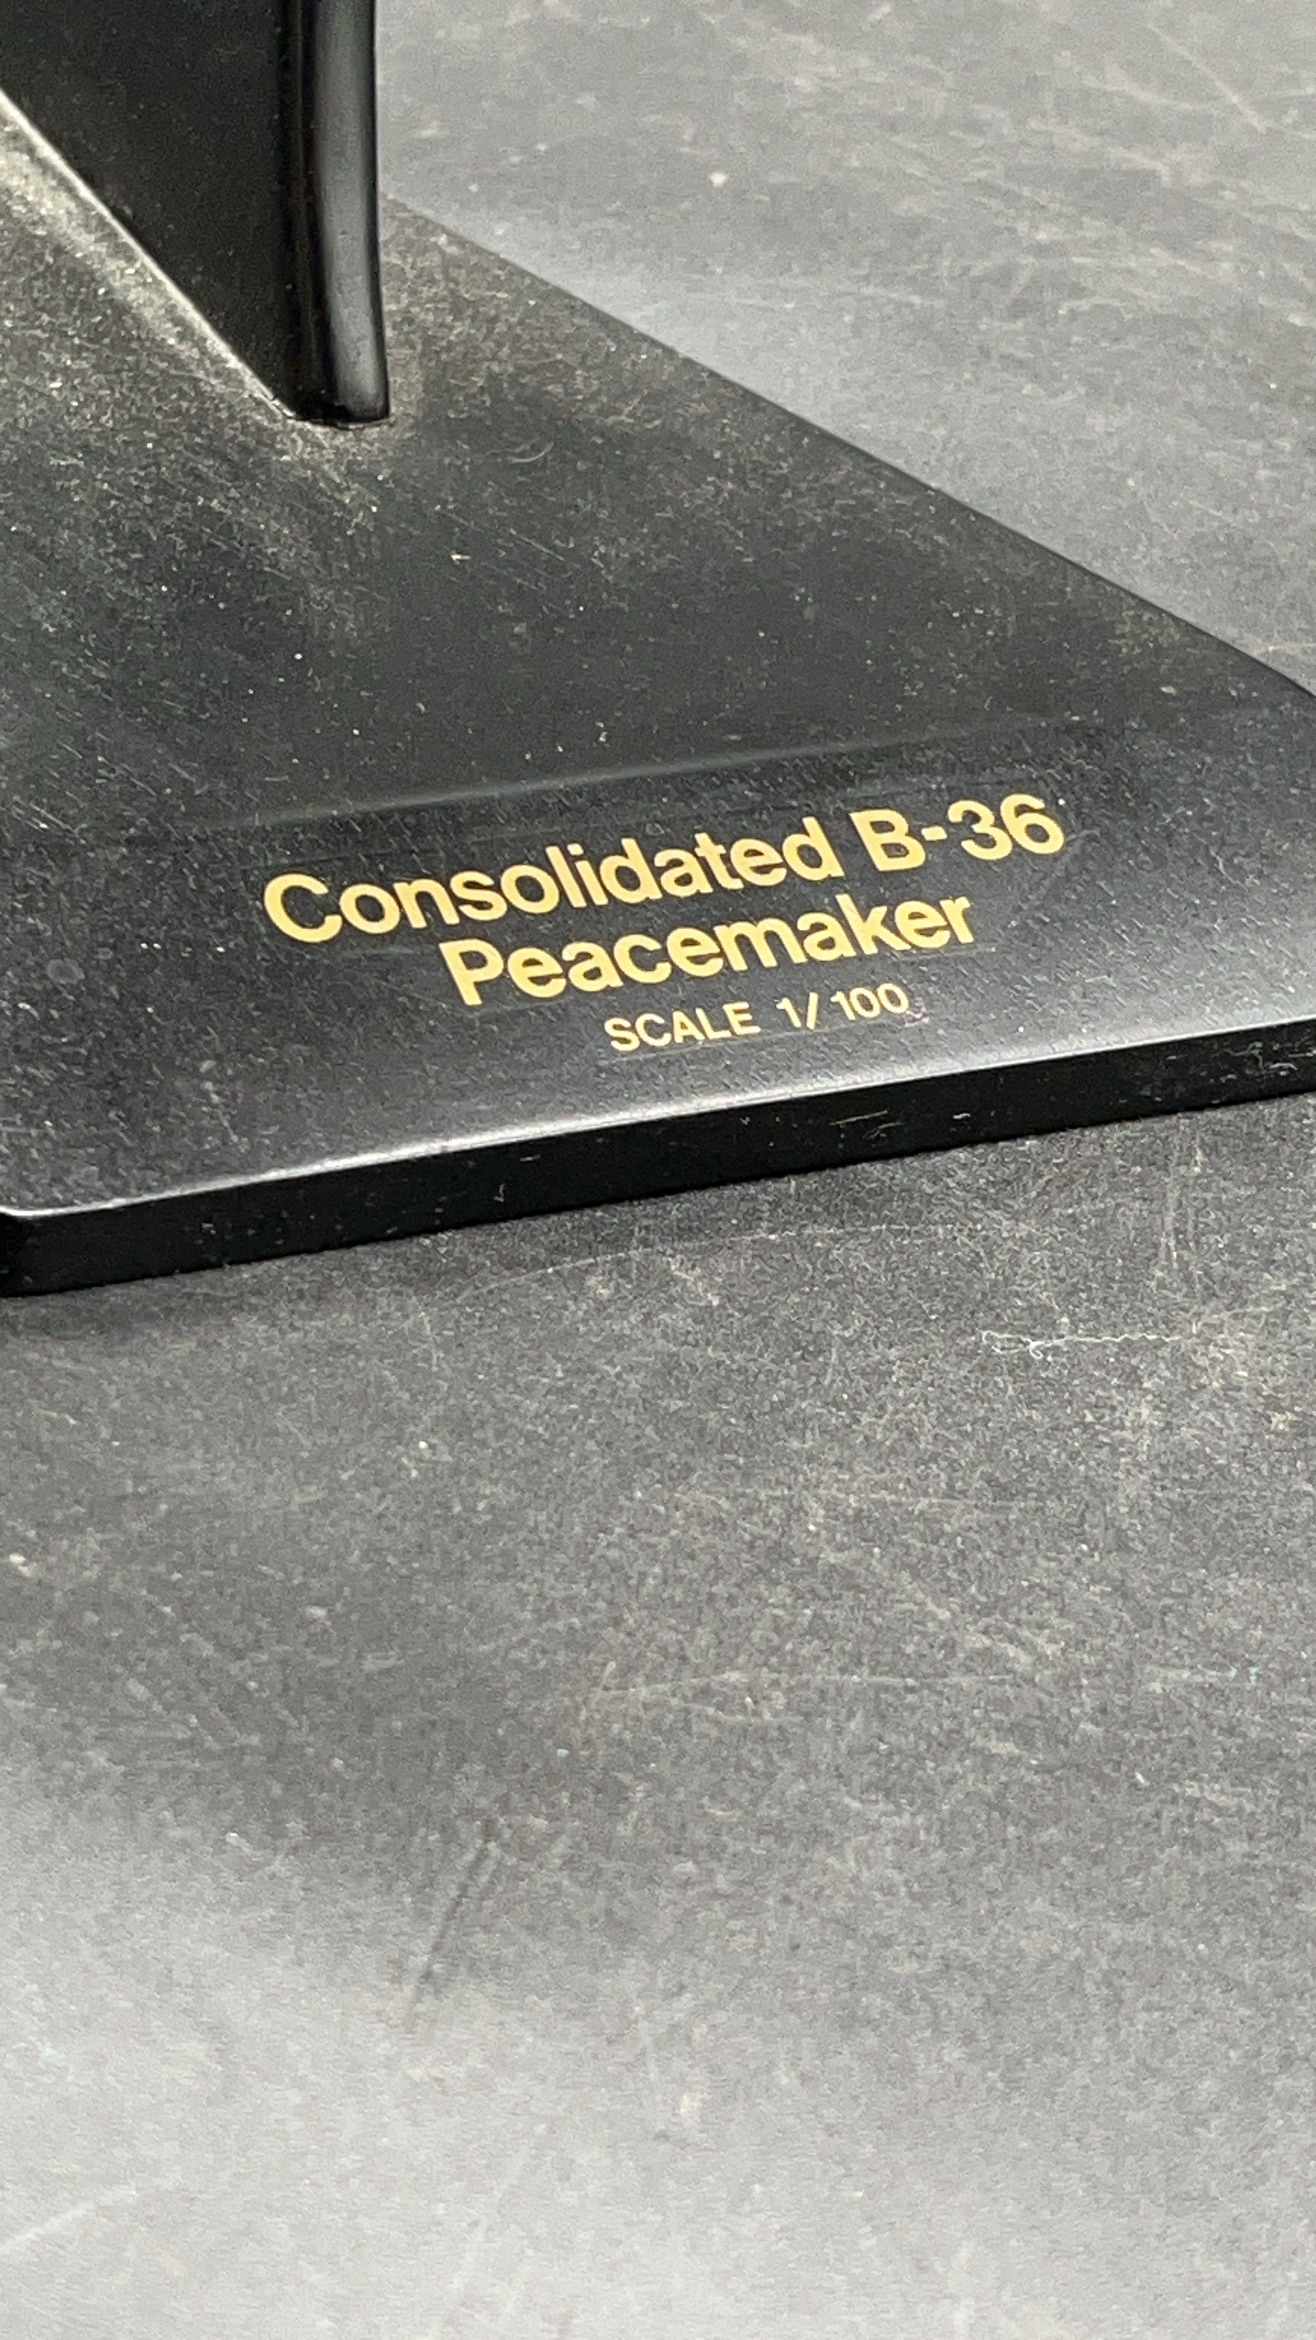 Consolidated B-36
Peacemaker
SCALE 1/100